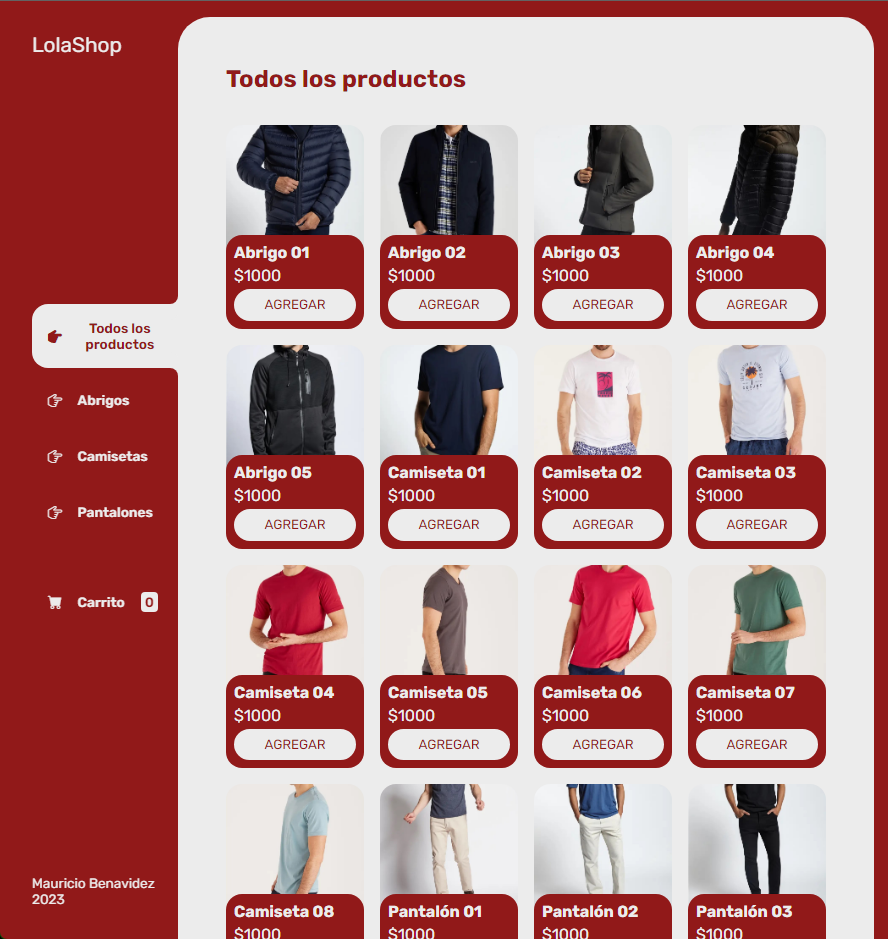 LolaShop
Todos los
productos
Abrigos
Camisetas
Pantalones
Carrito 0
Mauricio Benavidez
2023
Todos los productos
Abrigo 01
$1000
AGREGAR
Abrigo 02
$1000
AGREGAR
Abrigo 03
$1000
AGREGAR
Abrigo 04
$1000
AGREGAR
Abrigo 05
$1000
AGREGAR
Camiseta 01
$1000
AGREGAR
Camiseta 02
$1000
AGREGAR
Camiseta 03
$1000
AGREGAR
Camiseta 04
$1000
AGREGAR
Camiseta 05
$1000
AGREGAR
Camiseta 06
$1000
AGREGAR
Camiseta 07
$1000
AGREGAR
Camiseta 08
$1000
Pantalón 01
$1000
Pantalón 02
$1000
Pantalón 03
$1000